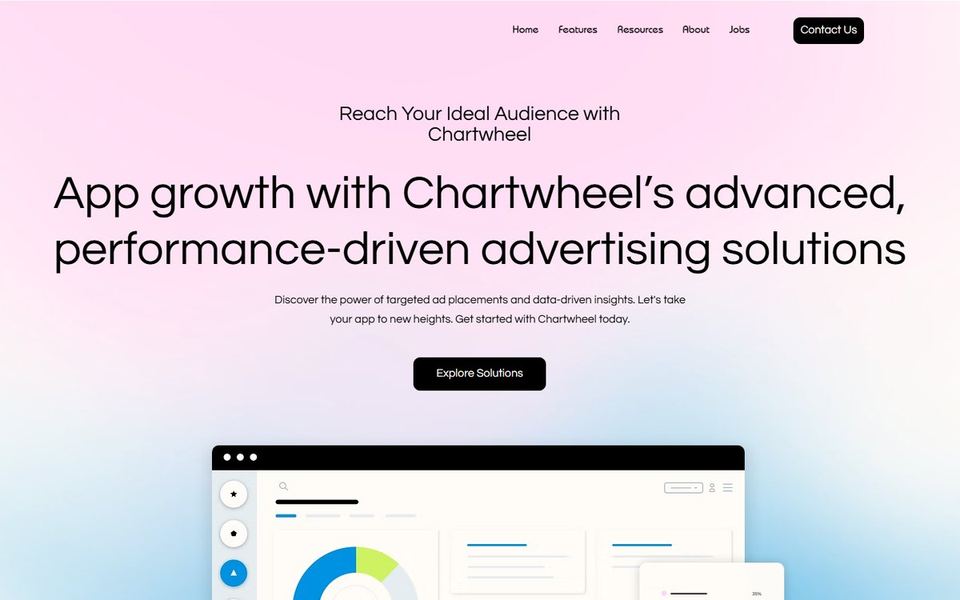 Home Features Resources About Jobs Contact Us
Reach Your Ideal Audience with
Chartwheel
App growth with Chartwheel’s advanced,
performance-driven advertising solutions
Discover the power of targeted ad placements and data-driven insights. Let's take
your app to new heights. Get started with Chartwheel today.
Explore Solutions
35%